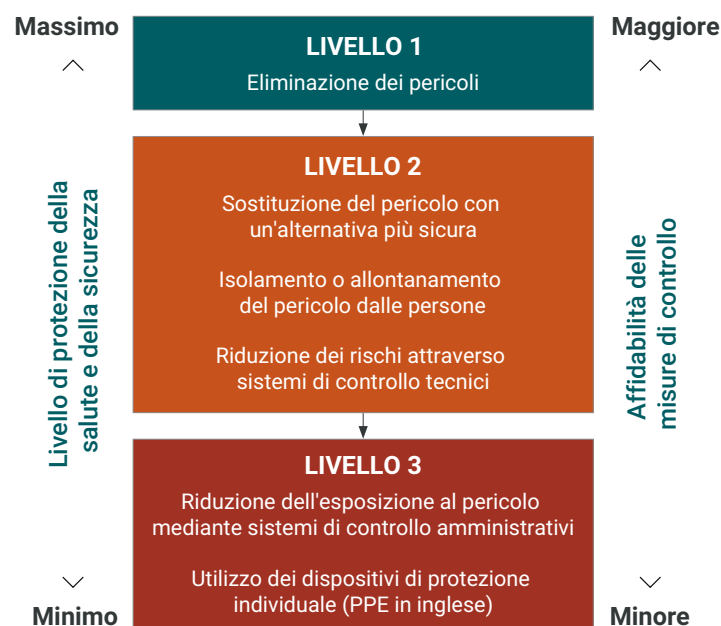 Massimo
Maggiore
LIVELLO 1
Eliminazione dei pericoli
LIVELLO 2
Sostituzione del pericolo con
un'alternativa più sicura
Isolamento o allontanamento
del pericolo dalle persone
Riduzione dei rischi attraverso
sistemi di controllo tecnici
Livello di protezione della
salute e della sicurezza
Affidabilità delle
misure di controllo
LIVELLO 3
Riduzione dell'esposizione al pericolo
mediante sistemi di controllo amministrativi
Utilizzo dei dispositivi di protezione
individuale (PPE in inglese)
Minimo
Minore